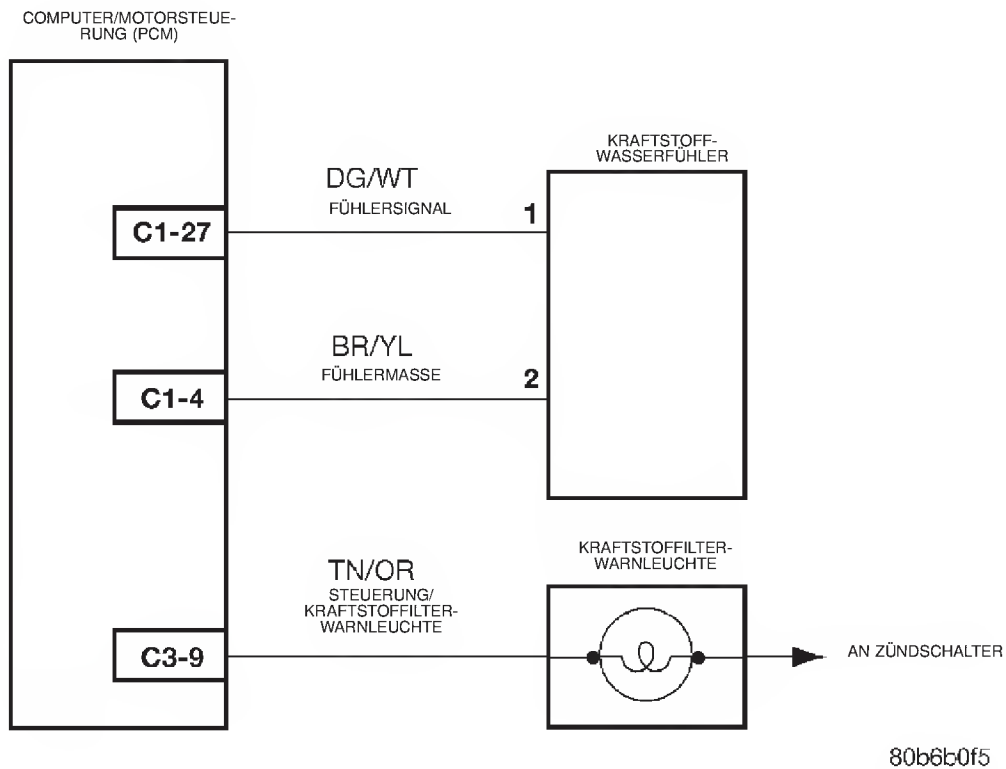 COMPUTER/MOTORSTEUE-
RUNG (PCM)
KRAFTSTOFF-
WASSERFÜHLER
DG/WT
FÜHLERSIGNAL
1
C1-27
BR/YL
FÜHLERMASSE
2
C1-4
KRAFTSTOFFILTER-
WARNLEUCHTE
TN/OR
STEUERUNG/
KRAFTSTOFFILTER-
WARNLEUCHTE
C3-9
AN ZÜNDSCHALTER
80b6b0f5